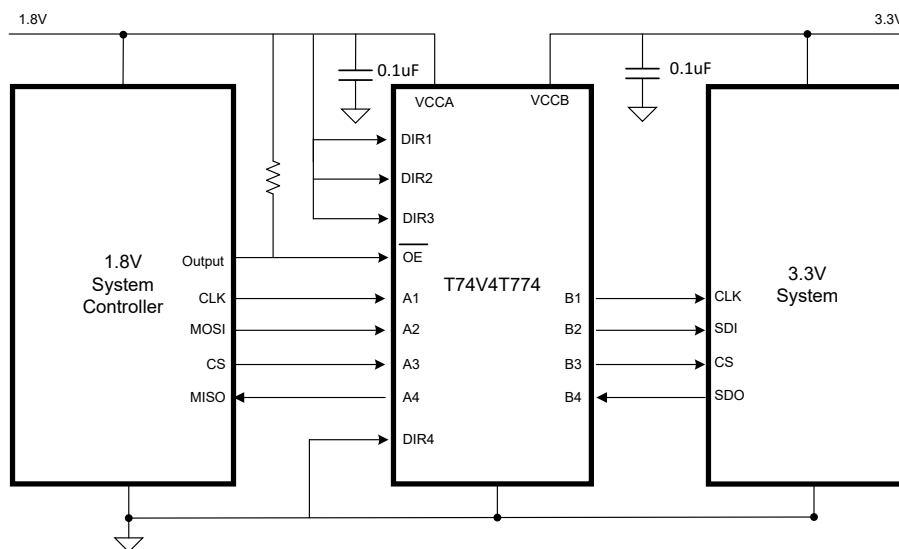 1.8V
3.3V
0.1uF
0.1uF
VCCA
VCCB
DIR1
DIR2
DIR3
Output
OE
1.8V
System
Controller
T74V4T774
3.3V
System
CLK
A1
B1
CLK
MOSI
A2
B2
SDI
CS
A3
B3
CS
MISO
A4
B4
SDO
DIR4